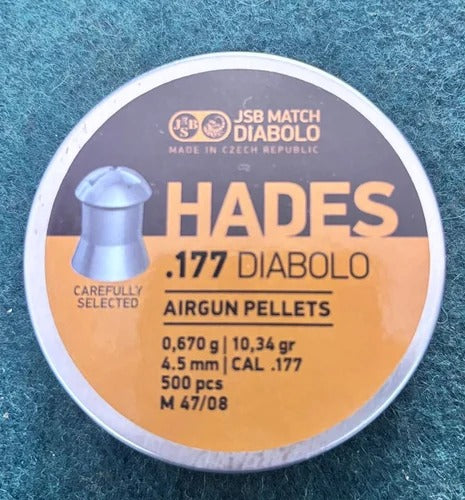 JSB
JSB MATCH
DIABOLO
MADE IN CZECH REPUBLIC
HADES
.177 DIABOLO
CAREFULLY
SELECTED
AIRGUN PELLETS
0,670 g | 10,34 gr
4.5 mm | CAL .177
500 pcs
M 47/08